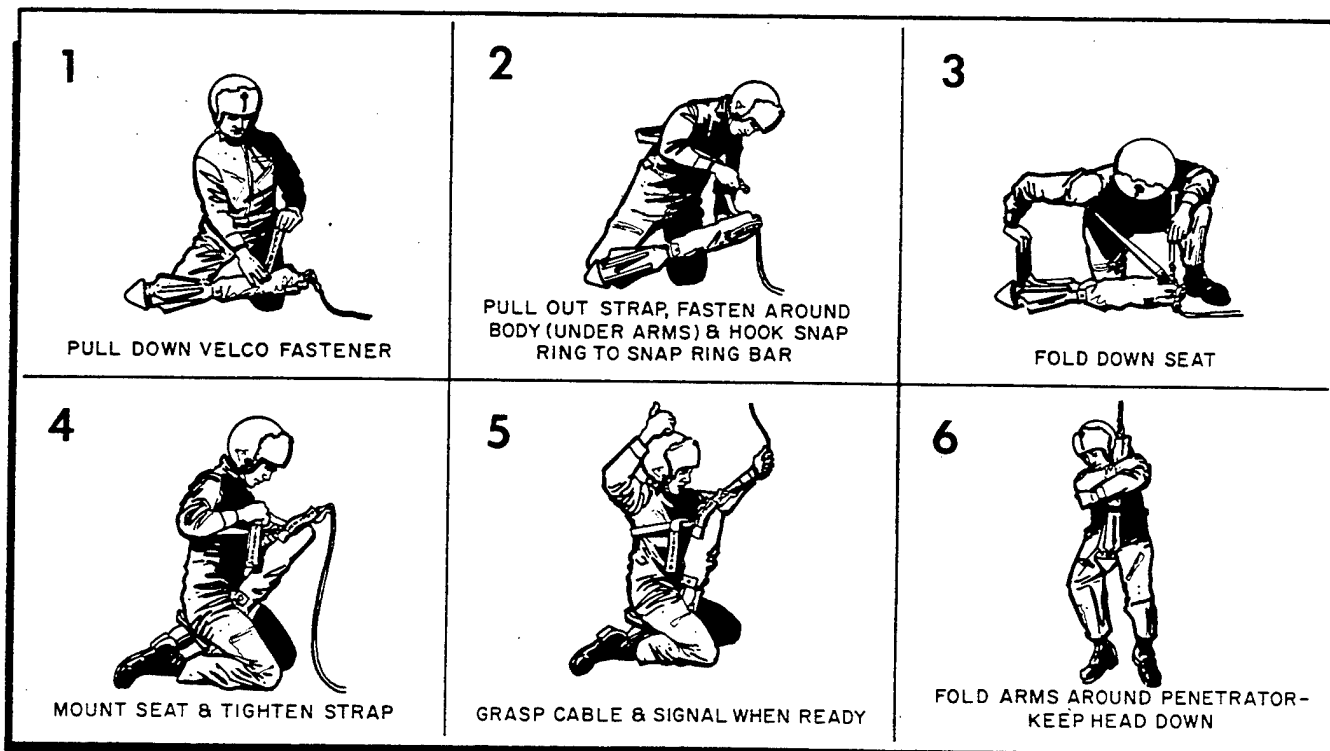 1
PULL DOWN VELCO FASTENER
2
PULL OUT STRAP, FASTEN AROUND
BODY (UNDER ARMS) & HOOK SNAP
RING TO SNAP RING BAR
3
FOLD DOWN SEAT
4
MOUNT SEAT & TIGHTEN STRAP
5
GRASP CABLE & SIGNAL WHEN READY
6
FOLD ARMS AROUND PENETRATOR-
KEEP HEAD DOWN